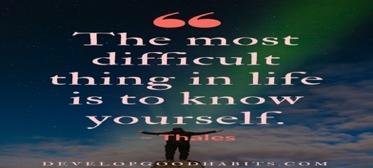 “
The most
difficult
thing in life
is to know
yourself.
Thales
DEVELOPGOODHABITS.COM